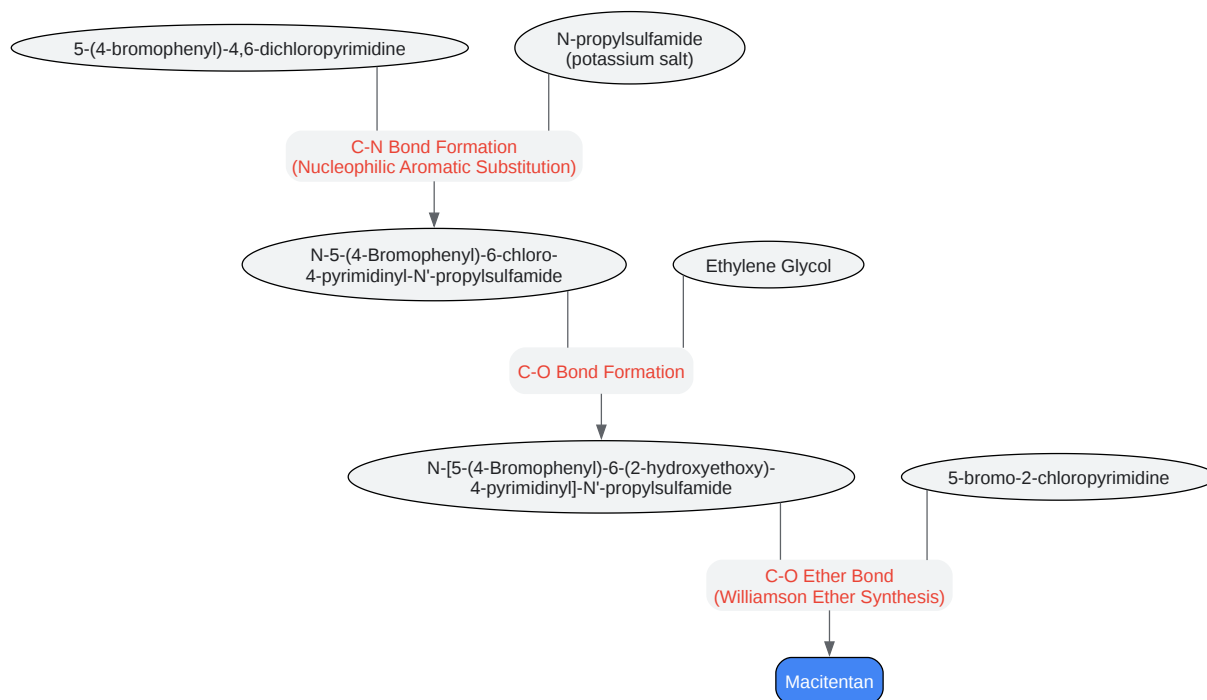 5-(4-bromophenyl)-4,6-dichloropyrimidine
N-propylsulfamide
(potassium salt)
C-N Bond Formation
(Nucleophilic Aromatic Substitution)
N-5-(4-Bromophenyl)-6-chloro-
4-pyrimidinyl-N'-propylsulfamide
Ethylene Glycol
C-O Bond Formation
N-[5-(4-Bromophenyl)-6-(2-hydroxyethoxy)-
4-pyrimidinyl]-N'-propylsulfamide
5-bromo-2-chloropyrimidine
C-O Ether Bond
(Williamson Ether Synthesis)
Macitentan